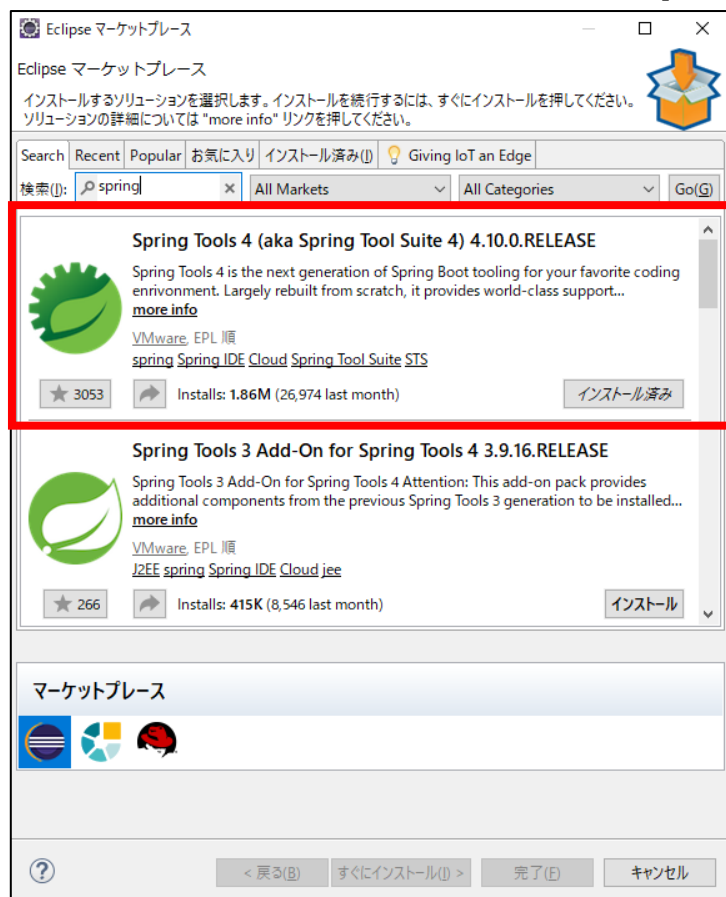 Eclipse マーケットプレース
Eclipse マーケットプレース
インストールするソリューションを選択します。インストールを続行するには、すぐにインストールを押してください。
ソリューションの詳細については "more info" リンクを押してください。
Search Recent Popular お気に入り インストール済み(I) Giving IoT an Edge
検索(I): spring All Markets All Categories Go(G)
Spring Tools 4 (aka Spring Tool Suite 4) 4.10.0.RELEASE
Spring Tools 4 is the next generation of Spring Boot tooling for your favorite coding
enrivonment. Largely rebuilt from scratch, it provides world-class support...
more info
VMware, EPL 順
spring Spring IDE Cloud Spring Tool Suite STS
3053 Installs: 1.86M (26,974 last month) インストール済み
Spring Tools 3 Add-On for Spring Tools 4 3.9.16.RELEASE
Spring Tools 3 Add-On for Spring Tools 4 Attention: This add-on pack provides
additional components from the previous Spring Tools 3 generation to be installed...
more info
VMware, EPL 順
J2EE spring Spring IDE Cloud jee
266 Installs: 415K (8,546 last month) インストール
マーケットプレース
< 戻る(B) すぐにインストール(I) > 完了(F) キャンセル